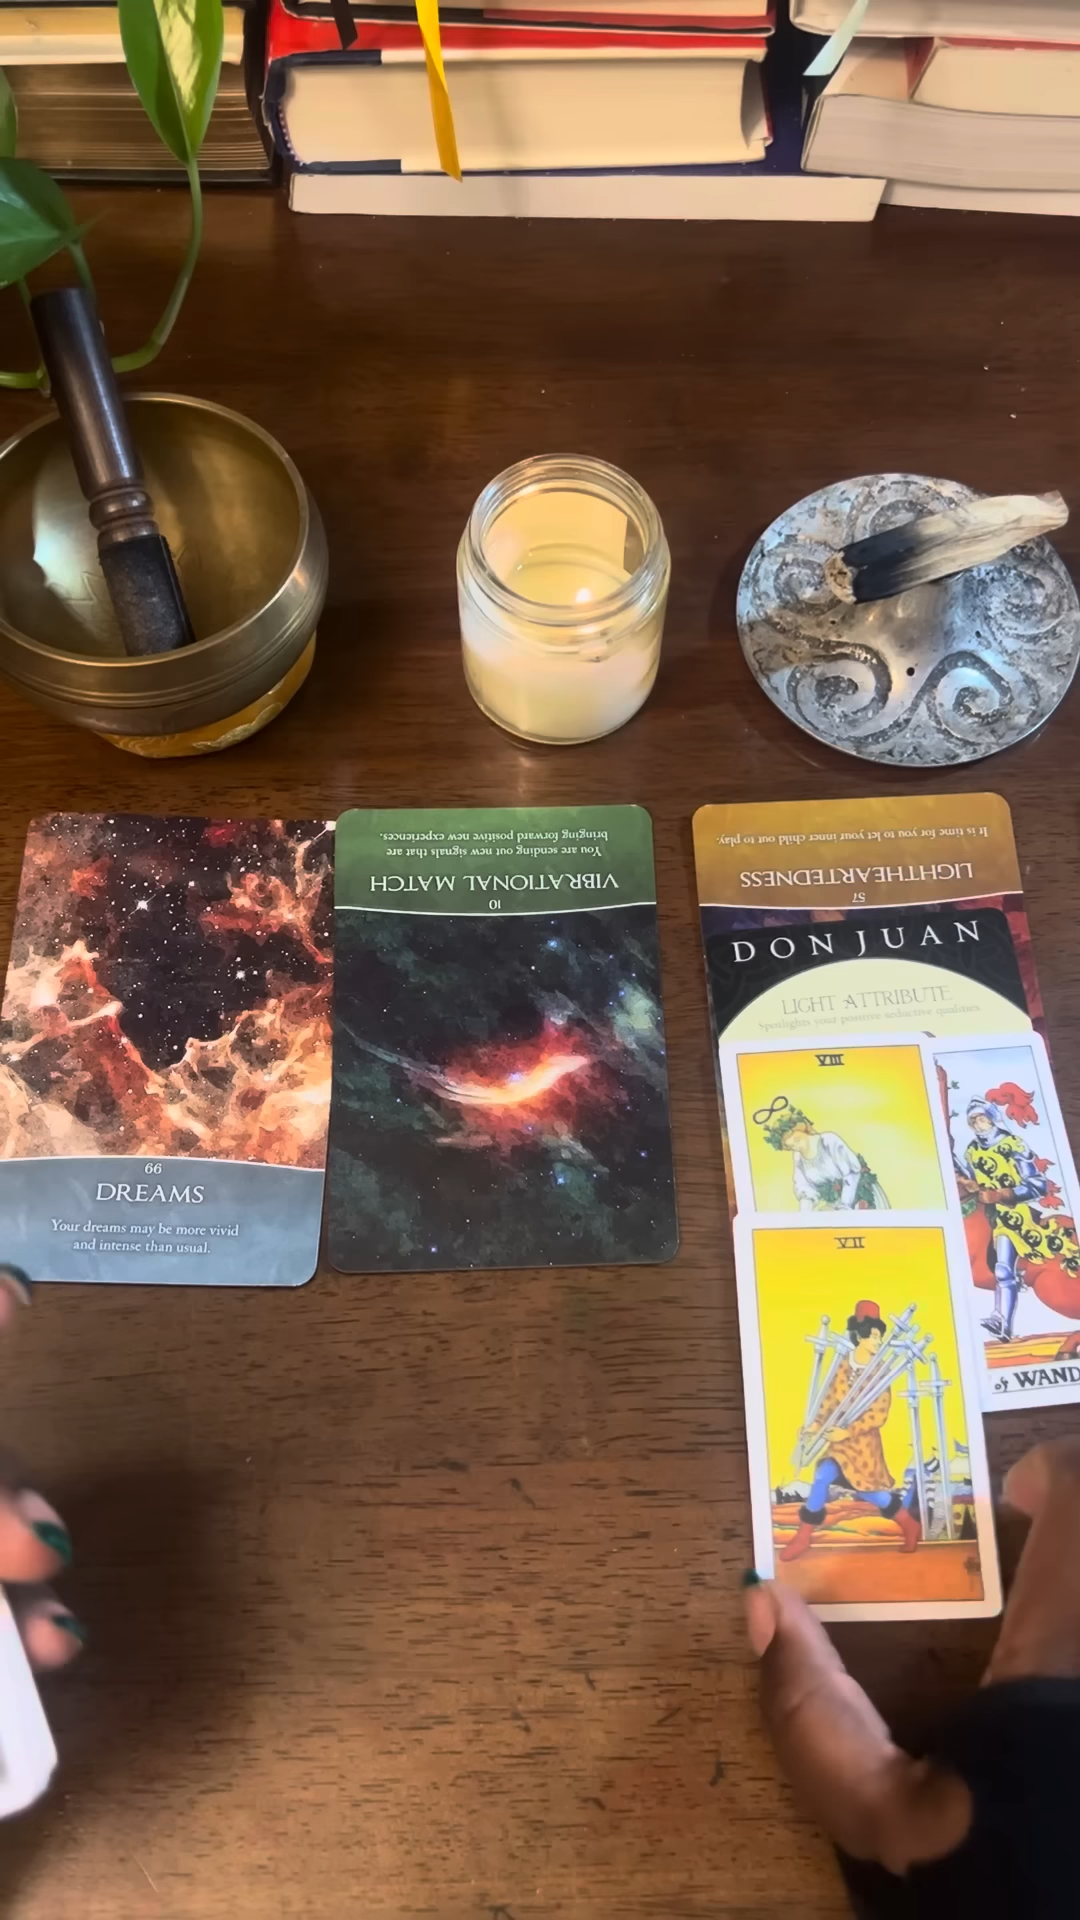 66
DREAMS
Your dreams may be more vivid
and intense than usual.
10
VIBRATIONAL MATCH
You are sending out new signals that are
bringing forward positive new experiences.
57
LIGHTHEARTEDNESS
It is time for you to let your inner child out to play.
DON JUAN
LIGHT ATTRIBUTE
Spotlights your positive seductive qualities
VIII
VII
of WAND